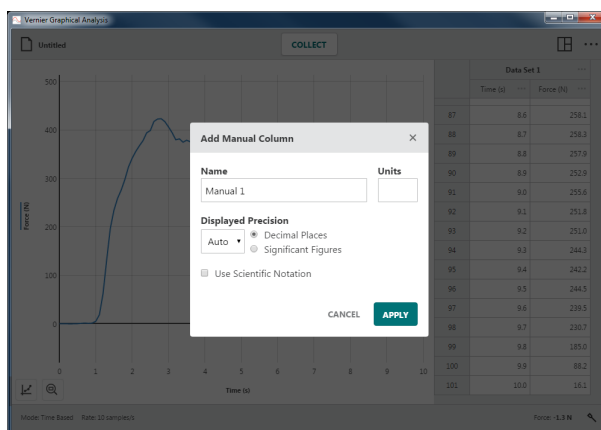 Vernier Graphical Analysis
Untitled
COLLECT
Data Set 1
Time (s)
Force (N)
87 8.6 258.1
88 8.7 258.3
89 8.8 257.9
90 8.9 252.9
91 9.0 255.6
92 9.1 251.8
93 9.2 251.0
94 9.3 244.3
95 9.4 242.2
96 9.5 244.5
97 9.6 239.5
98 9.7 230.7
99 9.8 185.0
100 9.9 88.2
101 10.0 16.1
500
400
300
200
100
0
Force (N)
0 1 2 3 4 5 6 7 8 9 10
Time (s)
Add Manual Column
Name
Units
Manual 1
Displayed Precision
Auto
Decimal Places
Significant Figures
Use Scientific Notation
CANCEL
APPLY
Mode: Time Based Rate: 10 samples/s
Force -1.3 N